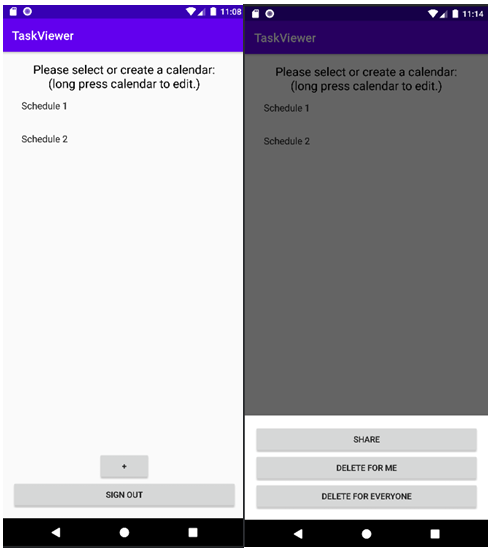 11:08
TaskViewer
Please select or create a calendar:
(long press calendar to edit.)
Schedule 1
Schedule 2
+
SIGN OUT
11:14
TaskViewer
Please select or create a calendar:
(long press calendar to edit.)
Schedule 1
Schedule 2
SHARE
DELETE FOR ME
DELETE FOR EVERYONE